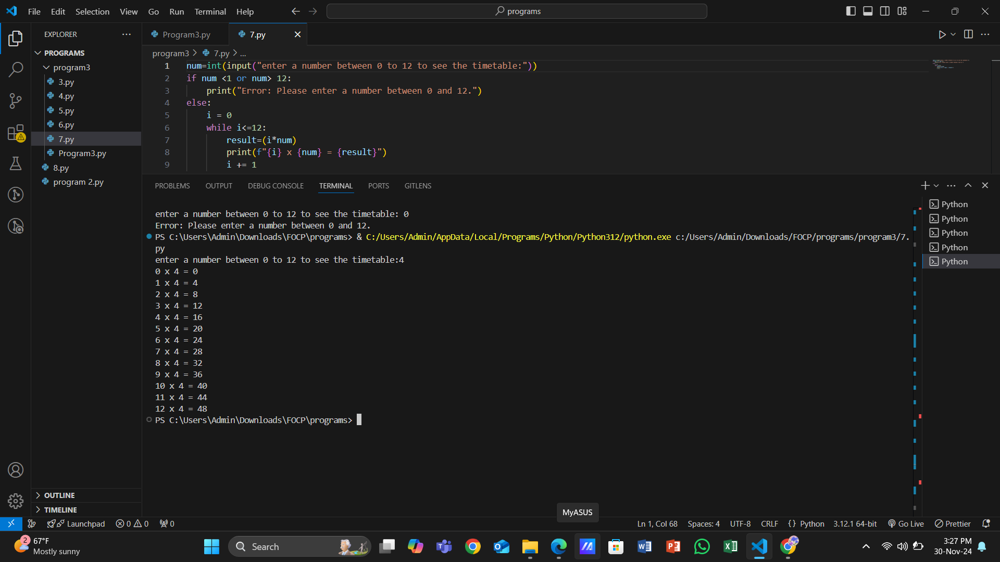 File Edit Selection View Go Run Terminal Help
programs
EXPLORER
PROGRAMS
program3
3.py
4.py
5.py
6.py
7.py
Program3.py
8.py
program 2.py
OUTLINE
TIMELINE
Program3.py 7.py
program3 > 7.py > ...
1 num=int(input("enter a number between 0 to 12 to see the timetable:"))
2 if num <1 or num> 12:
3 print("Error: Please enter a number between 0 and 12.")
4 else:
5 i = 0
6 while i<=12:
7 result=(i*num)
8 print(f"{i} x {num} = {result}")
9 i += 1
PROBLEMS OUTPUT DEBUG CONSOLE TERMINAL PORTS GITLENS
enter a number between 0 to 12 to see the timetable: 0
Error: Please enter a number between 0 and 12.
PS C:\Users\Admin\Downloads\FOCP\programs> & C:/Users/Admin/AppData/Local/Programs/Python/Python312/python.exe c:/Users/Admin/Downloads/FOCP/programs/program3/7.
py
enter a number between 0 to 12 to see the timetable:4
0 x 4 = 0
1 x 4 = 4
2 x 4 = 8
3 x 4 = 12
4 x 4 = 16
5 x 4 = 20
6 x 4 = 24
7 x 4 = 28
8 x 4 = 32
9 x 4 = 36
10 x 4 = 40
11 x 4 = 44
12 x 4 = 48
PS C:\Users\Admin\Downloads\FOCP\programs>
Python
Python
Python
Python
Python
MyASUS
Launchpad 0 0 0 Ln 1, Col 68 Spaces: 4 UTF-8 CRLF {} Python 3.12.1 64-bit Go Live Prettier
2 67°F
Mostly sunny
Search
3:27 PM
30-Nov-24